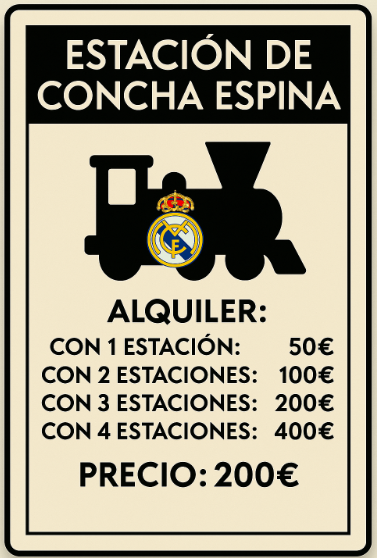 ESTACIÓN DE
CONCHA ESPINA
ALQUILER:
CON 1 ESTACIÓN: 50€
CON 2 ESTACIONES: 100€
CON 3 ESTACIONES: 200€
CON 4 ESTACIONES: 400€
PRECIO: 200€